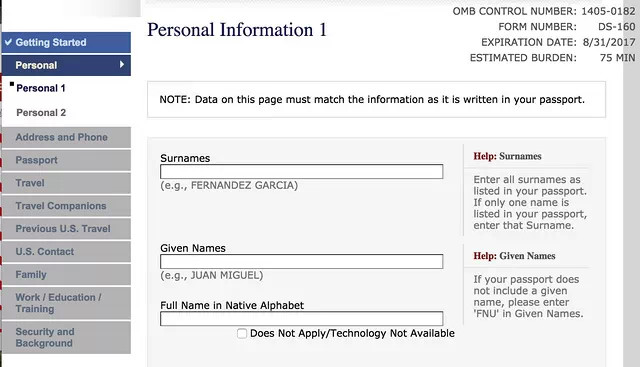 OMB CONTROL NUMBER: 1405-0182
FORM NUMBER: DS-160
EXPIRATION DATE: 8/31/2017
ESTIMATED BURDEN: 75 MIN
Personal Information 1
Getting Started
Personal
Personal 1
Personal 2
Address and Phone
Passport
Travel
Travel Companions
Previous U.S. Travel
U.S. Contact
Family
Work / Education /
Training
Security and
Background
NOTE: Data on this page must match the information as it is written in your passport.
Surnames
(e.g., FERNANDEZ GARCIA)
Help: Surnames
Enter all surnames as
listed in your passport.
If only one name is
listed in your passport,
enter that Surname.
Given Names
(e.g., JUAN MIGUEL)
Help: Given Names
If your passport does
not include a given
name, please enter
'FNU' in Given Names.
Full Name in Native Alphabet
Does Not Apply/Technology Not Available